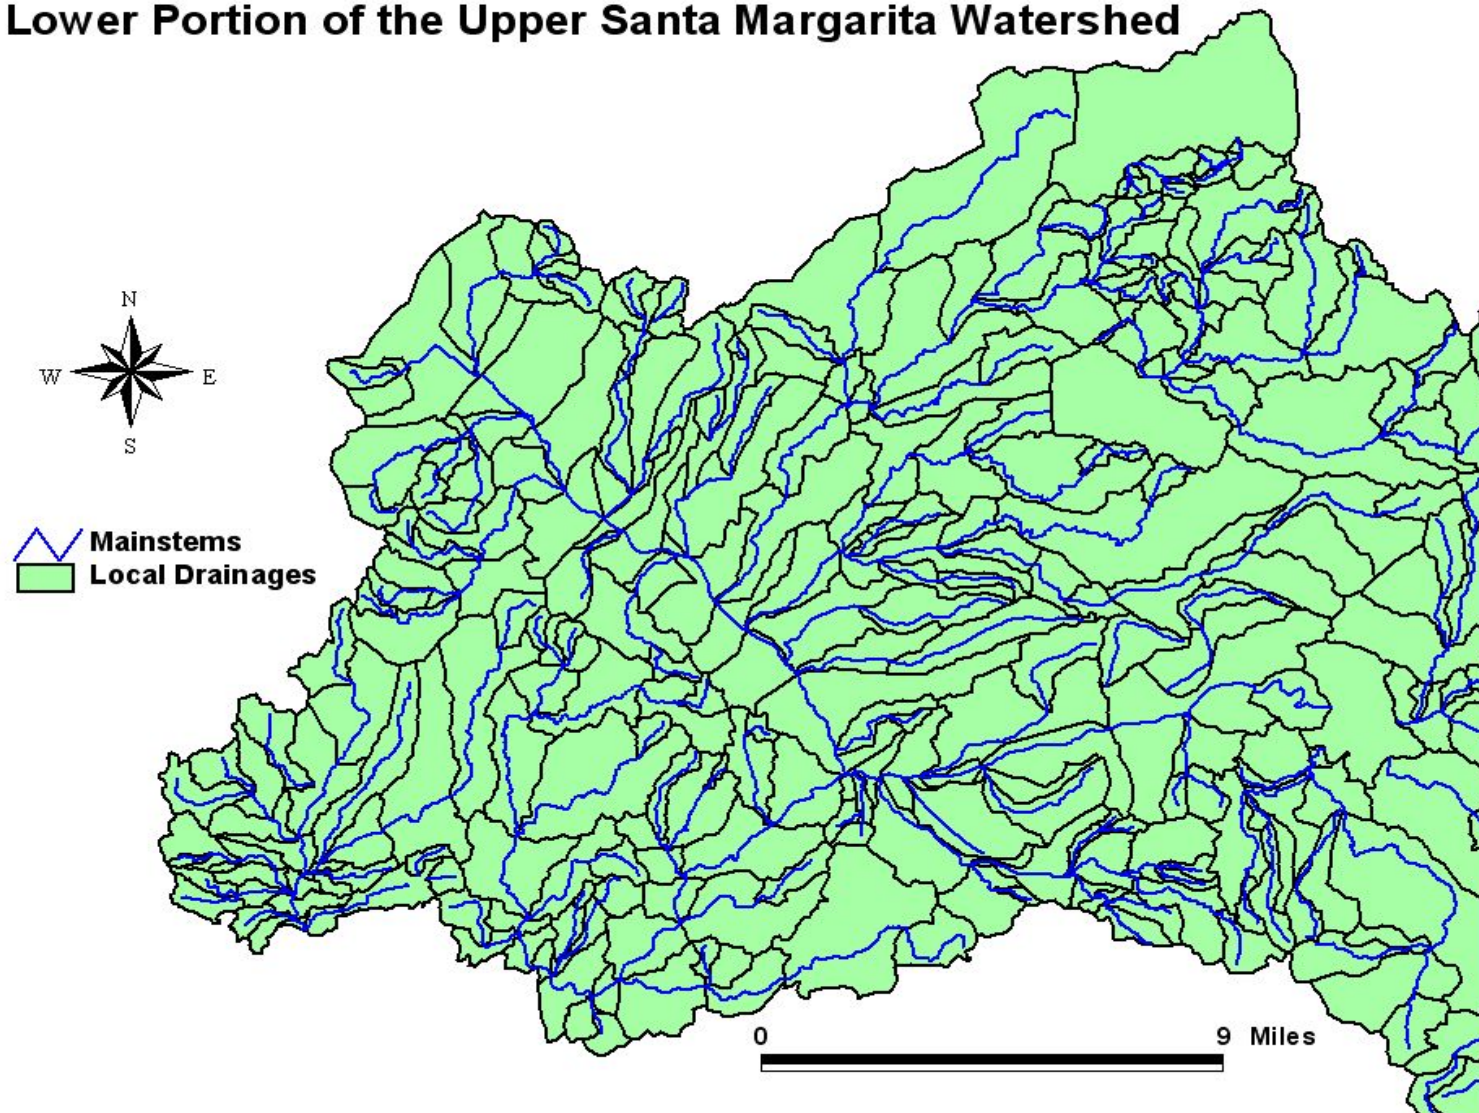 Lower Portion of the Upper Santa Margarita Watershed
N
W E
S
Mainstems
Local Drainages
0 9 Miles